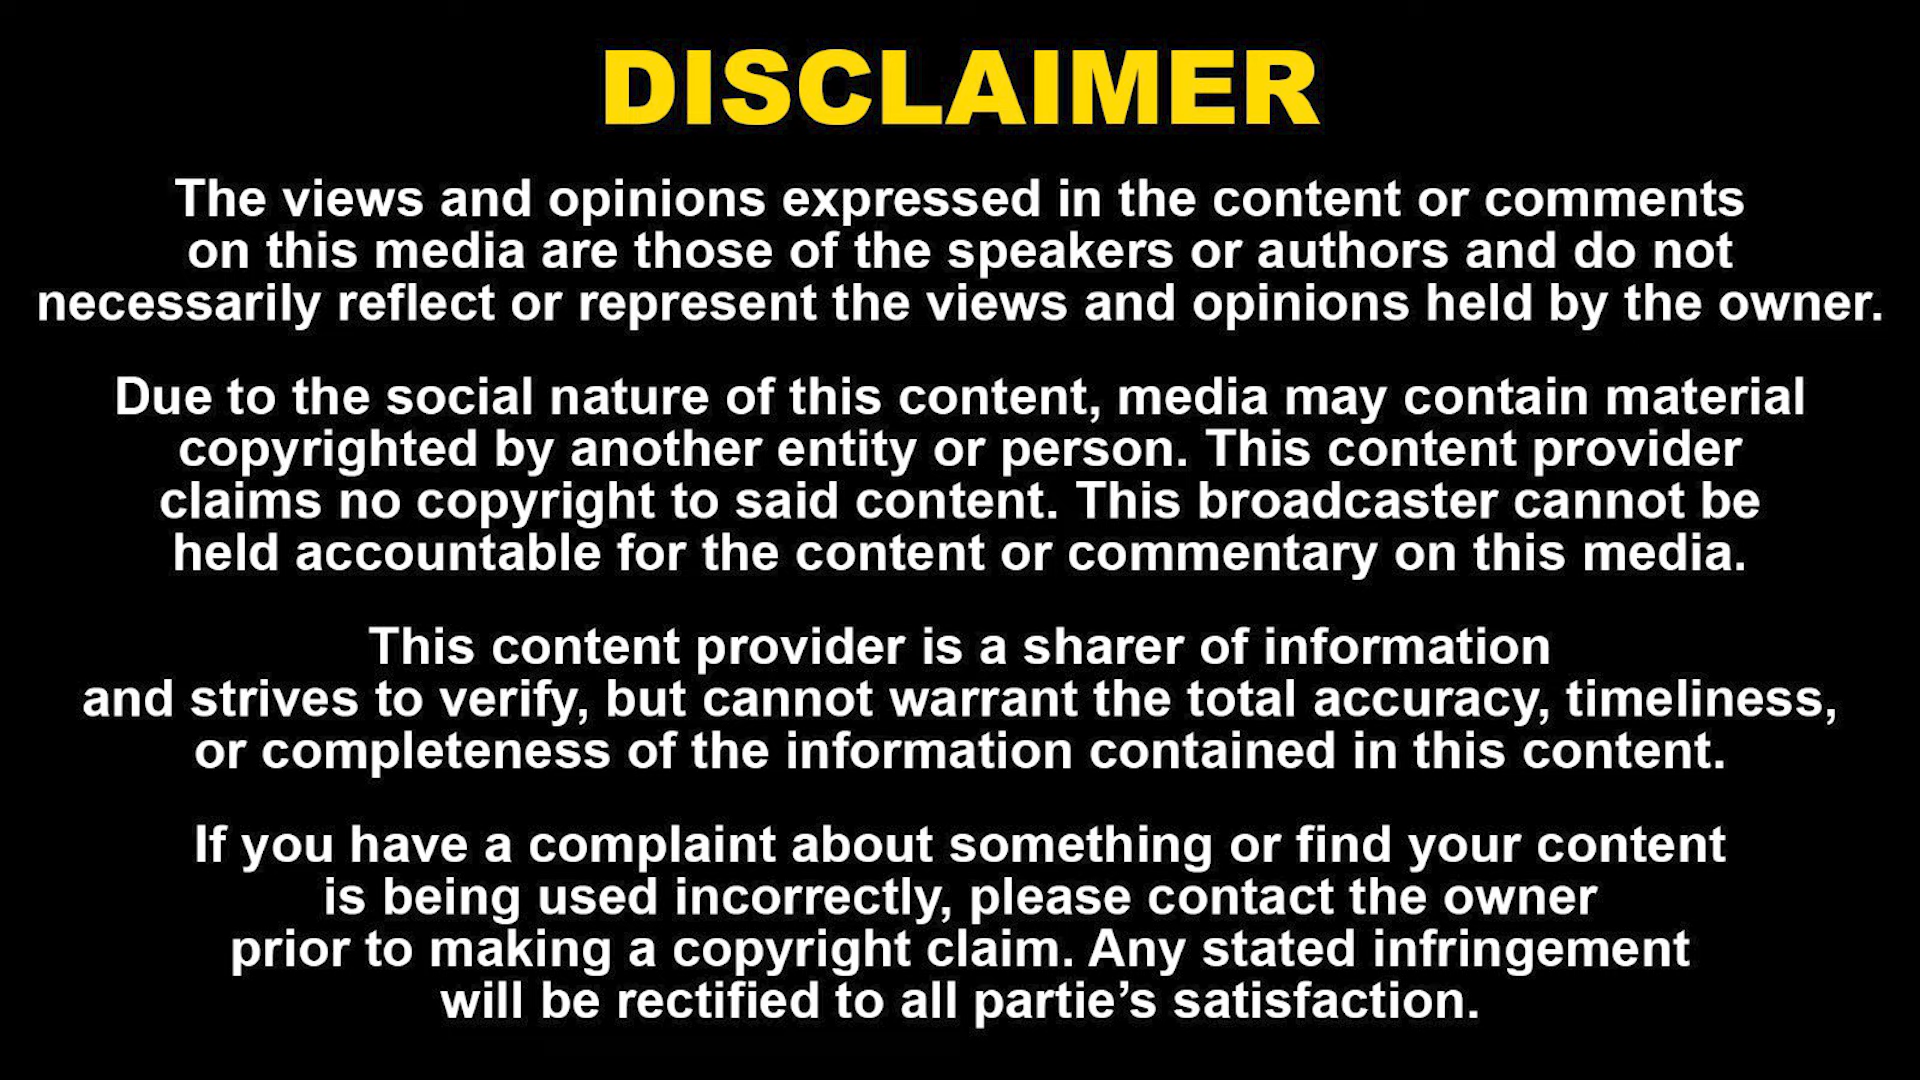 DISCLAIMER
The views and opinions expressed in the content or comments
on this media are those of the speakers or authors and do not
necessarily reflect or represent the views and opinions held by the owner.
Due to the social nature of this content, media may contain material
copyrighted by another entity or person. This content provider
claims no copyright to said content. This broadcaster cannot be
held accountable for the content or commentary on this media.
This content provider is a sharer of information
and strives to verify, but cannot warrant the total accuracy, timeliness,
or completeness of the information contained in this content.
If you have a complaint about something or find your content
is being used incorrectly, please contact the owner
prior to making a copyright claim. Any stated infringement
will be rectified to all partie’s satisfaction.